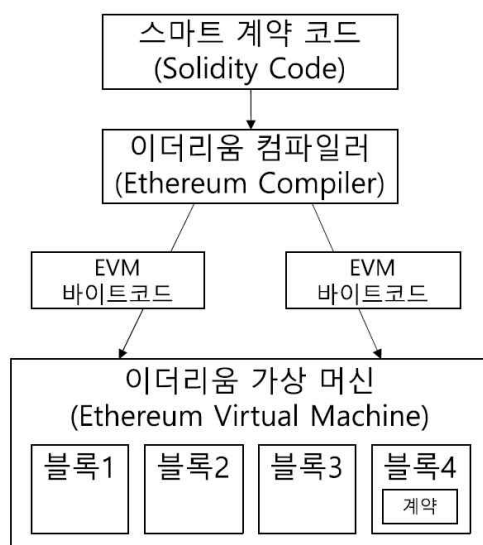 스마트 계약 코드
(Solidity Code)
이더리움 컴파일러
(Ethereum Compiler)
EVM
바이트코드
EVM
바이트코드
이더리움 가상 머신
(Ethereum Virtual Machine)
블록1
블록2
블록3
블록4
계약